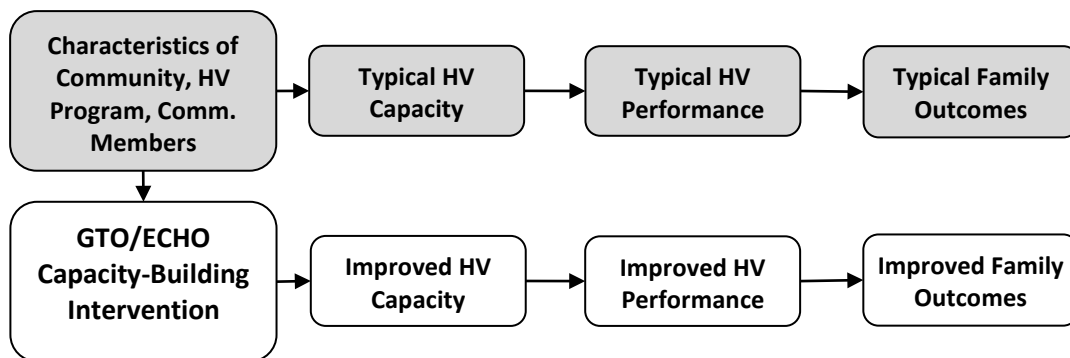 Characteristics of
Community, HV
Program, Comm.
Members
Typical HV
Capacity
Typical HV
Performance
Typical Family
Outcomes
GTO/ECHO
Capacity-Building
Intervention
Improved HV
Capacity
Improved HV
Performance
Improved Family
Outcomes